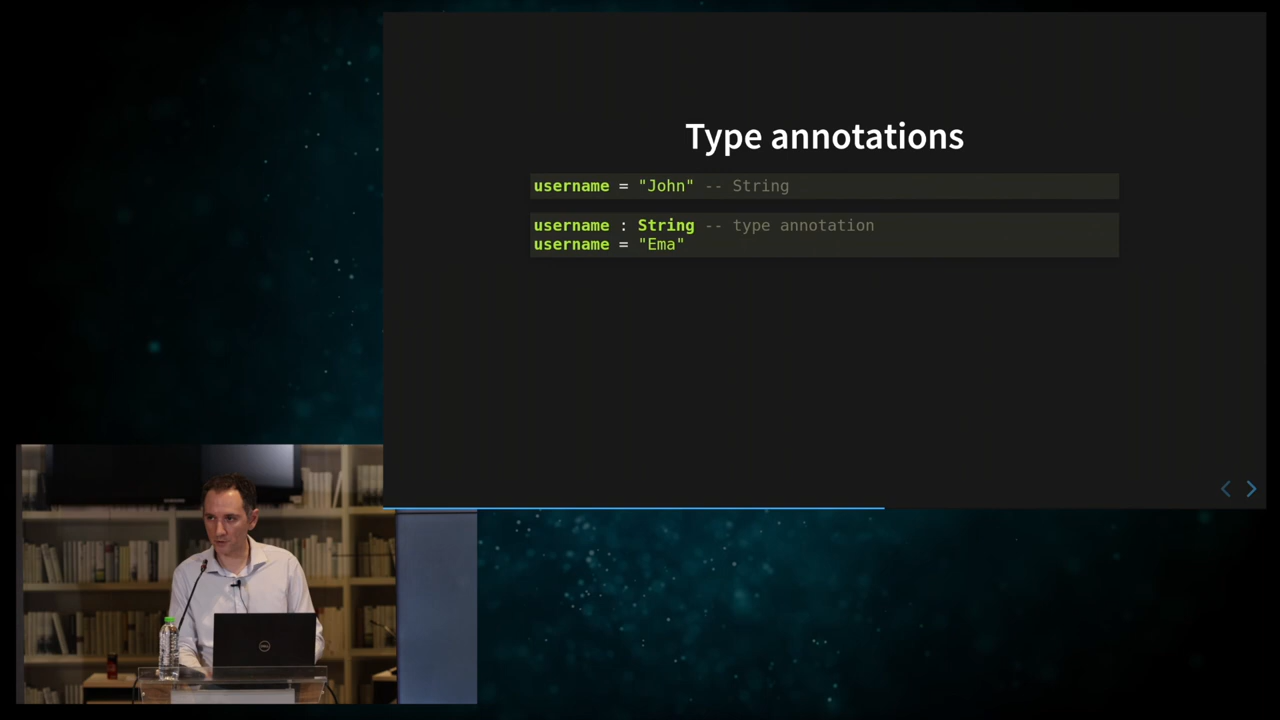 Type annotations
username = "John" -- String
username : String -- type annotation
username = "Ema"